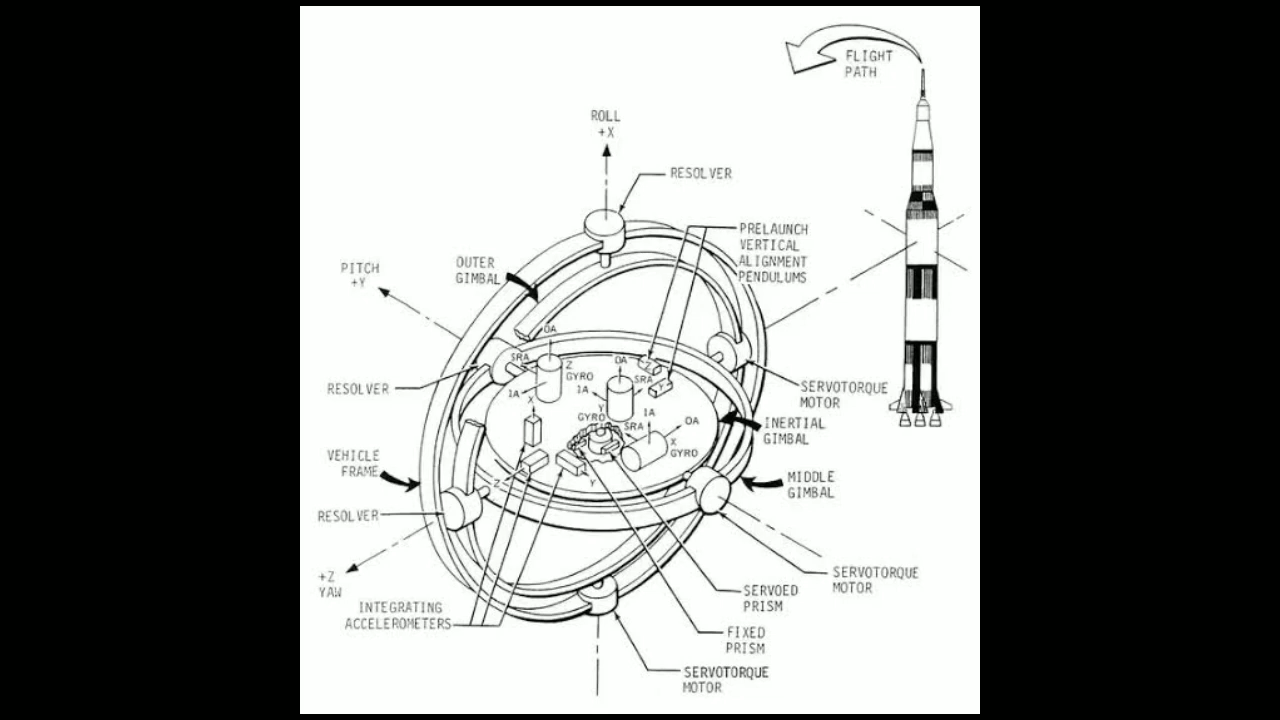 FLIGHT
PATH
ROLL
+X
RESOLVER
PRELAUNCH
VERTICAL
ALIGNMENT
PENDULUMS
OUTER
GIMBAL
PITCH
+Y
OA
SRA
Z
GYRO
IA
X
OA
SRA
IA
Y
GYRO
Z
Y
IA
SRA
OA
X
GYRO
Z
Y
RESOLVER
SERVOTORQUE
MOTOR
INERTIAL
GIMBAL
VEHICLE
FRAME
MIDDLE
GIMBAL
RESOLVER
+Z
YAW
SERVOTORQUE
MOTOR
SERVOED
PRISM
INTEGRATING
ACCELEROMETERS
FIXED
PRISM
SERVOTORQUE
MOTOR